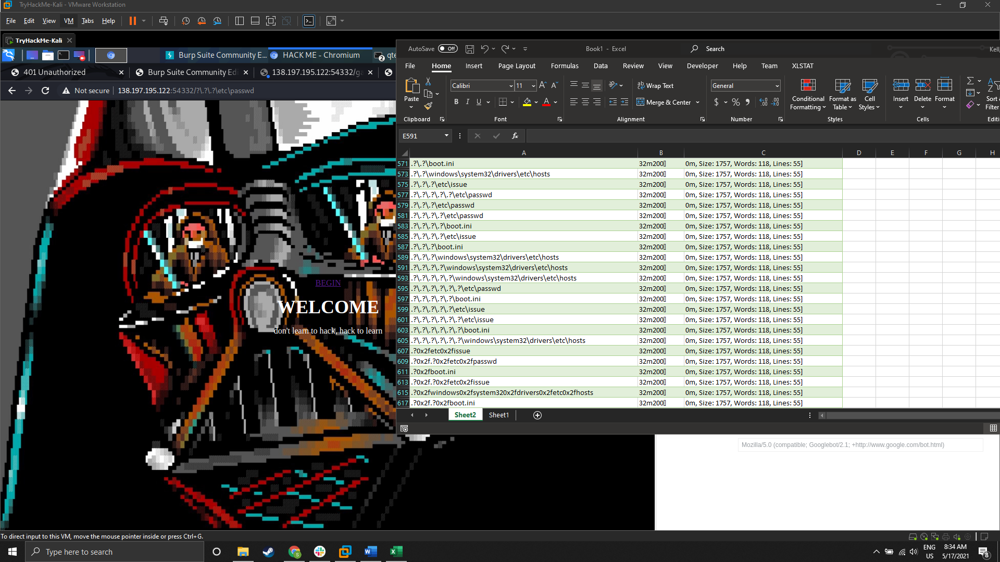 TryHackMe-Kali - VMware Workstation
File Edit View VM Tabs Help
TryHackMe-Kali
Burp Suite Community E... HACK ME - Chromium 2 qte
401 Unauthorized Burp Suite Community Edi 138.197.195.122:54332/ga
Not secure 138.197.195.122:54332/?\.?\.?\etc\passwd
BEGIN
WELCOME
don't learn to hack, hack to learn
AutoSave Off Book1 - Excel Search Kell
File Home Insert Page Layout Formulas Data Review View Developer Help Team XLSTAT
Paste Calibri 11 Wrap Text General Conditional Formatting Format as Table Cell Styles Insert Delete Format Sort & Filter
B I U Merge & Center $ %
Clipboard Font Alignment Number Styles Cells Editi
E591 fx
A B C D E F G H
571 .?\.?\boot.ini 32m200▯ 0m, Size: 1757, Words: 118, Lines: 55]
573 .?\.?\windows\system32\drivers\etc\hosts 32m200▯ 0m, Size: 1757, Words: 118, Lines: 55]
575 .?\.?\.?\etc\issue 32m200▯ 0m, Size: 1757, Words: 118, Lines: 55]
577 .?\.?\.?\.?\.?\etc\passwd 32m200▯ 0m, Size: 1757, Words: 118, Lines: 55]
579 .?\.?\.?\etc\passwd 32m200▯ 0m, Size: 1757, Words: 118, Lines: 55]
581 .?\.?\.?\.?\etc\passwd 32m200▯ 0m, Size: 1757, Words: 118, Lines: 55]
583 .?\.?\.?\.?\boot.ini 32m200▯ 0m, Size: 1757, Words: 118, Lines: 55]
585 .?\.?\.?\.?\etc\issue 32m200▯ 0m, Size: 1757, Words: 118, Lines: 55]
587 .?\.?\.?\boot.ini 32m200▯ 0m, Size: 1757, Words: 118, Lines: 55]
589 .?\.?\.?\windows\system32\drivers\etc\hosts 32m200▯ 0m, Size: 1757, Words: 118, Lines: 55]
591 .?\.?\.?\.?\windows\system32\drivers\etc\hosts 32m200▯ 0m, Size: 1757, Words: 118, Lines: 55]
593 .?\.?\.?\.?\.?\windows\system32\drivers\etc\hosts 32m200▯ 0m, Size: 1757, Words: 118, Lines: 55]
595 .?\.?\.?\.?\.?\.?\etc\passwd 32m200▯ 0m, Size: 1757, Words: 118, Lines: 55]
597 .?\.?\.?\.?\.?\boot.ini 32m200▯ 0m, Size: 1757, Words: 118, Lines: 55]
599 .?\.?\.?\.?\.?\etc\issue 32m200▯ 0m, Size: 1757, Words: 118, Lines: 55]
601 .?\.?\.?\.?\.?\.?\etc\issue 32m200▯ 0m, Size: 1757, Words: 118, Lines: 55]
603 .?\.?\.?\.?\.?\.?\boot.ini 32m200▯ 0m, Size: 1757, Words: 118, Lines: 55]
605 .?\.?\.?\.?\.?\.?\windows\system32\drivers\etc\hosts 32m200▯ 0m, Size: 1757, Words: 118, Lines: 55]
607 .?0x2fetc0x2fissue 32m200▯ 0m, Size: 1757, Words: 118, Lines: 55]
609 .?0x2f.?0x2fetc0x2fpasswd 32m200▯ 0m, Size: 1757, Words: 118, Lines: 55]
611 .?0x2fboot.ini 32m200▯ 0m, Size: 1757, Words: 118, Lines: 55]
613 .?0x2f.?0x2fetc0x2fissue 32m200▯ 0m, Size: 1757, Words: 118, Lines: 55]
615 .?0x2fwindows0x2fsystem320x2fdrivers0x2fetc0x2fhosts 32m200▯ 0m, Size: 1757, Words: 118, Lines: 55]
617 .?0x2f.?0x2fboot.ini 32m200▯ 0m, Size: 1757, Words: 118, Lines: 55]
Sheet2 Sheet1
Mozilla/5.0 (compatible; Googlebot/2.1; +http://www.google.com/bot.html)
To direct input to this VM, move the mouse pointer inside or press Ctrl+G.
Type here to search
ENG US
8:34 AM
5/17/2021
8